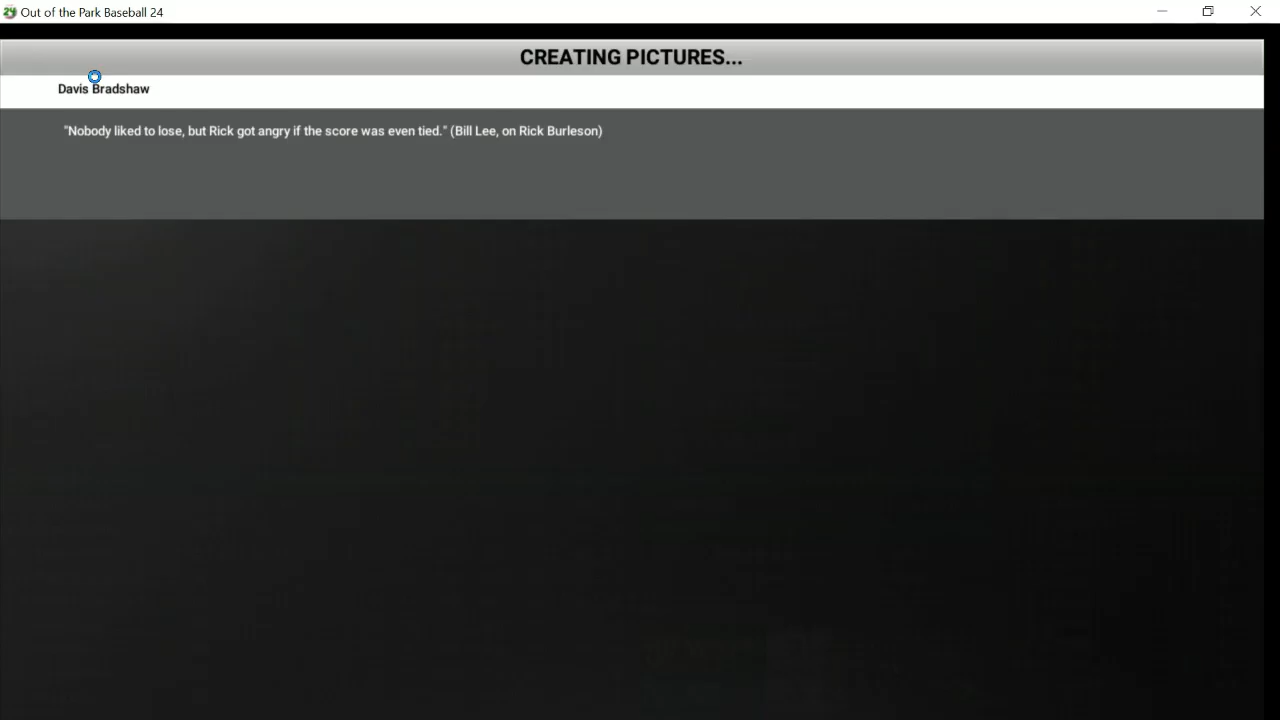 24 Out of the Park Baseball 24
CREATING PICTURES...
Davis Bradshaw
"Nobody liked to lose, but Rick got angry if the score was even tied." (Bill Lee, on Rick Burleson)